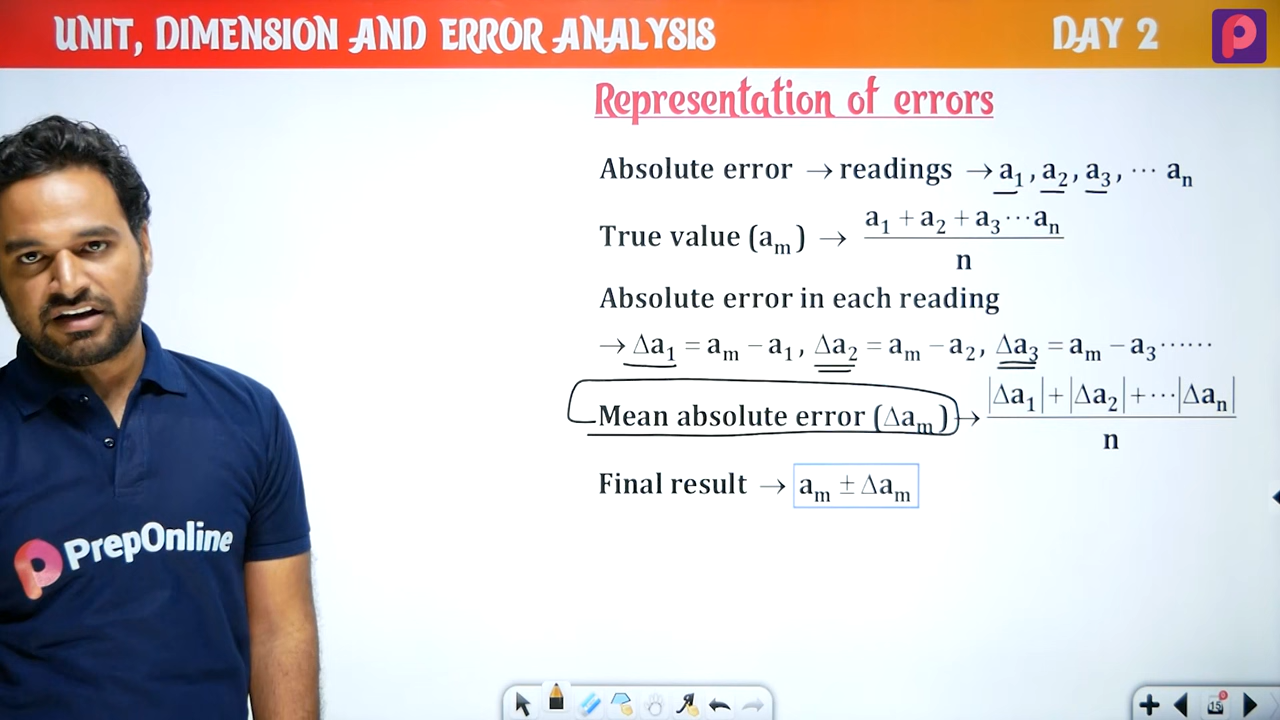 UNIT, DIMENSION AND ERROR ANALYSIS
DAY 2
Representation of errors
Absolute error → readings → a₁, a₂, a₃, ⋯ aₙ
True value (aₘ) → (a₁ + a₂ + a₃ ⋯ aₙ) / n
Absolute error in each reading
→ Δa₁ = aₘ − a₁, Δa₂ = aₘ − a₂, Δa₃ = aₘ − a₃ ⋯⋯
Mean absolute error (Δaₘ) → (|Δa₁| + |Δa₂| + ⋯ |Δaₙ|) / n
Final result → aₘ ± Δaₘ
PrepOnline
15